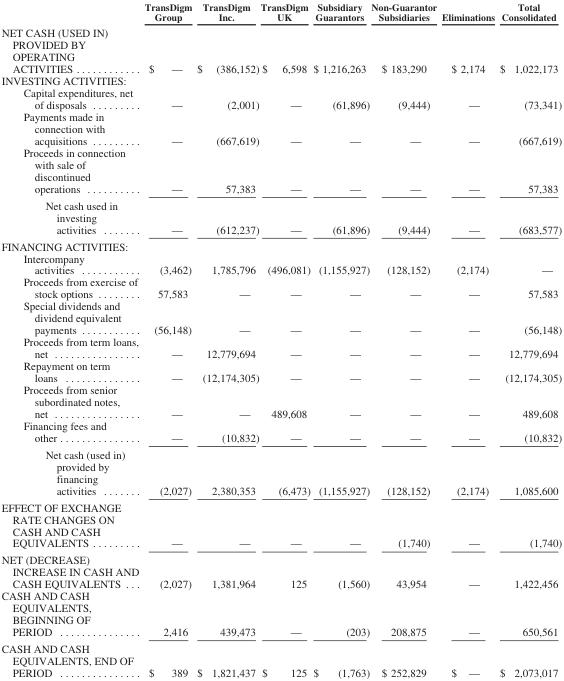 TransDigm Group TransDigm Inc. TransDigm UK Subsidiary Guarantors Non-Guarantor Subsidiaries Eliminations Total Consolidated
NET CASH (USED IN)
PROVIDED BY
OPERATING
ACTIVITIES . . . . . . . . . . . . $ — $ (386,152) $ 6,598 $ 1,216,263 $ 183,290 $ 2,174 $ 1,022,173
INVESTING ACTIVITIES:
Capital expenditures, net
of disposals . . . . . . . . . — (2,001) — (61,896) (9,444) — (73,341)
Payments made in
connection with
acquisitions . . . . . . . . . — (667,619) — — — — (667,619)
Proceeds in connection
with sale of
discontinued
operations . . . . . . . . . . — 57,383 — — — — 57,383
Net cash used in
investing
activities . . . . . . . — (612,237) — (61,896) (9,444) — (683,577)
FINANCING ACTIVITIES:
Intercompany
activities . . . . . . . . . . . (3,462) 1,785,796 (496,081) (1,155,927) (128,152) (2,174) —
Proceeds from exercise of
stock options . . . . . . . . 57,583 — — — — — 57,583
Special dividends and
dividend equivalent
payments . . . . . . . . . . . (56,148) — — — — — (56,148)
Proceeds from term loans,
net . . . . . . . . . . . . . . . . — 12,779,694 — — — — 12,779,694
Repayment on term
loans . . . . . . . . . . . . . . — (12,174,305) — — — — (12,174,305)
Proceeds from senior
subordinated notes,
net . . . . . . . . . . . . . . . . — — 489,608 — — — 489,608
Financing fees and
other . . . . . . . . . . . . . . . — (10,832) — — — — (10,832)
Net cash (used in)
provided by
financing
activities . . . . . . . (2,027) 2,380,353 (6,473) (1,155,927) (128,152) (2,174) 1,085,600
EFFECT OF EXCHANGE
RATE CHANGES ON
CASH AND CASH
EQUIVALENTS . . . . . . . . . — — — — (1,740) — (1,740)
NET (DECREASE)
INCREASE IN CASH AND
CASH EQUIVALENTS . . . (2,027) 1,381,964 125 (1,560) 43,954 — 1,422,456
CASH AND CASH
EQUIVALENTS,
BEGINNING OF
PERIOD . . . . . . . . . . . . . . . 2,416 439,473 — (203) 208,875 — 650,561
CASH AND CASH
EQUIVALENTS, END OF
PERIOD . . . . . . . . . . . . . . . $ 389 $ 1,821,437 $ 125 $ (1,763) $ 252,829 $ — $ 2,073,017